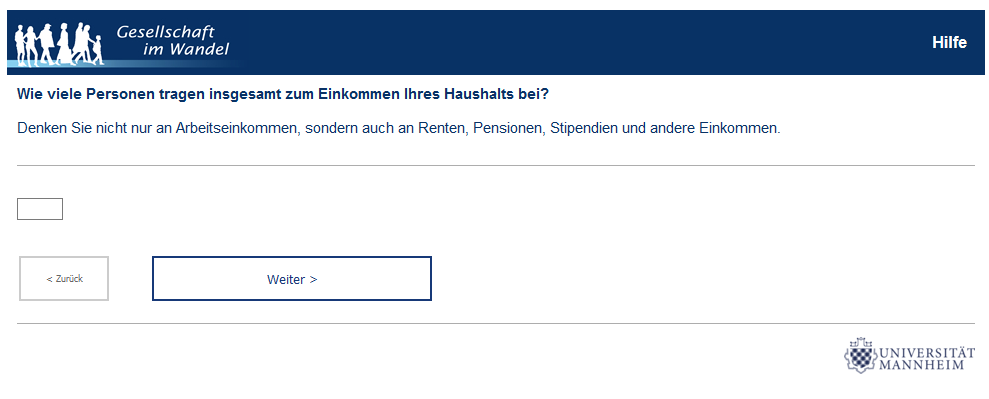 Gesellschaft
im Wandel
Hilfe
Wie viele Personen tragen insgesamt zum Einkommen Ihres Haushalts bei?
Denken Sie nicht nur an Arbeitseinkommen, sondern auch an Renten, Pensionen, Stipendien und andere Einkommen.
< Zurück
Weiter >
UNIVERSITÄT
MANNHEIM